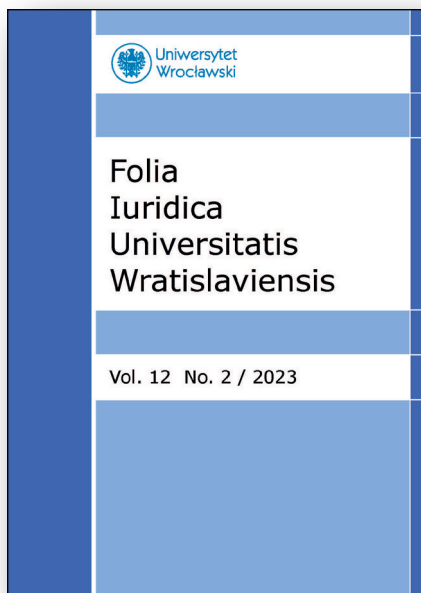 Uniwersytet
Wrocławski
Folia
Iuridica
Universitatis
Wratislaviensis
Vol. 12 No. 2 / 2023